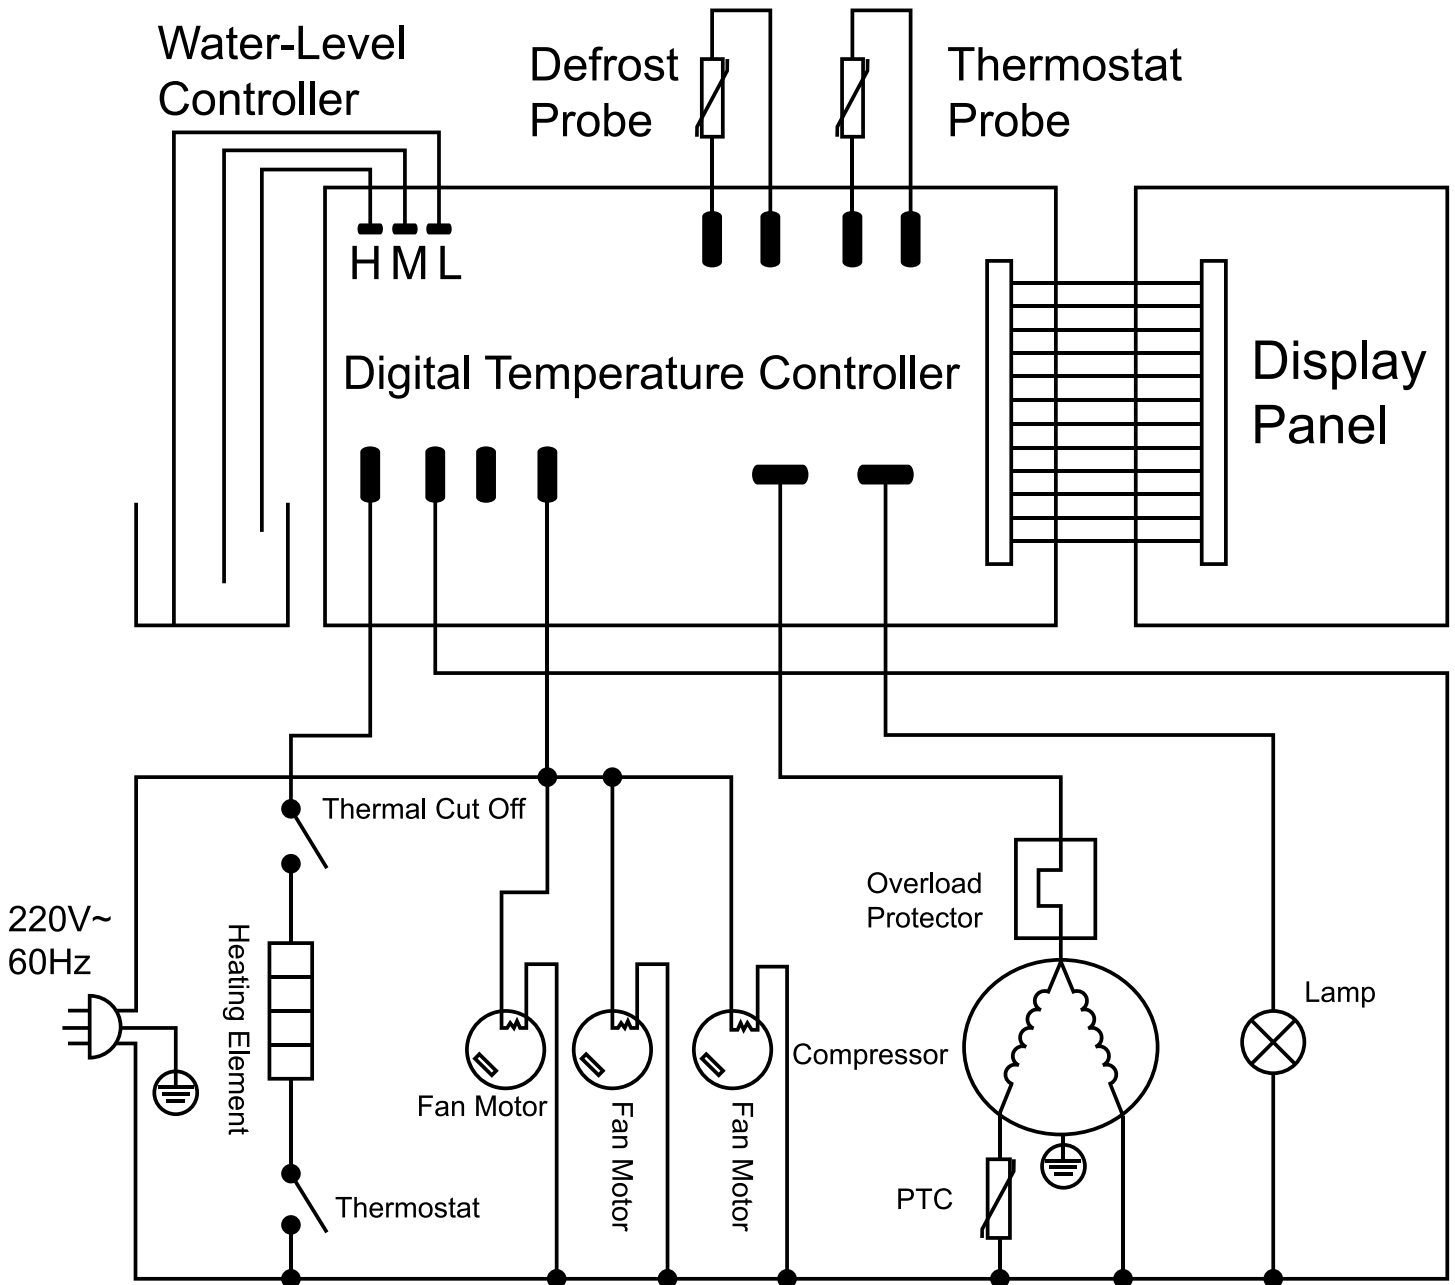 Water-Level
Controller
Defrost
Probe
Thermostat
Probe
H M L
Digital Temperature Controller
Display
Panel
Thermal Cut Off
220V~
60Hz
Heating Element
Overload
Protector
Lamp
Compressor
Fan Motor
Fan Motor
Fan Motor
PTC
Thermostat